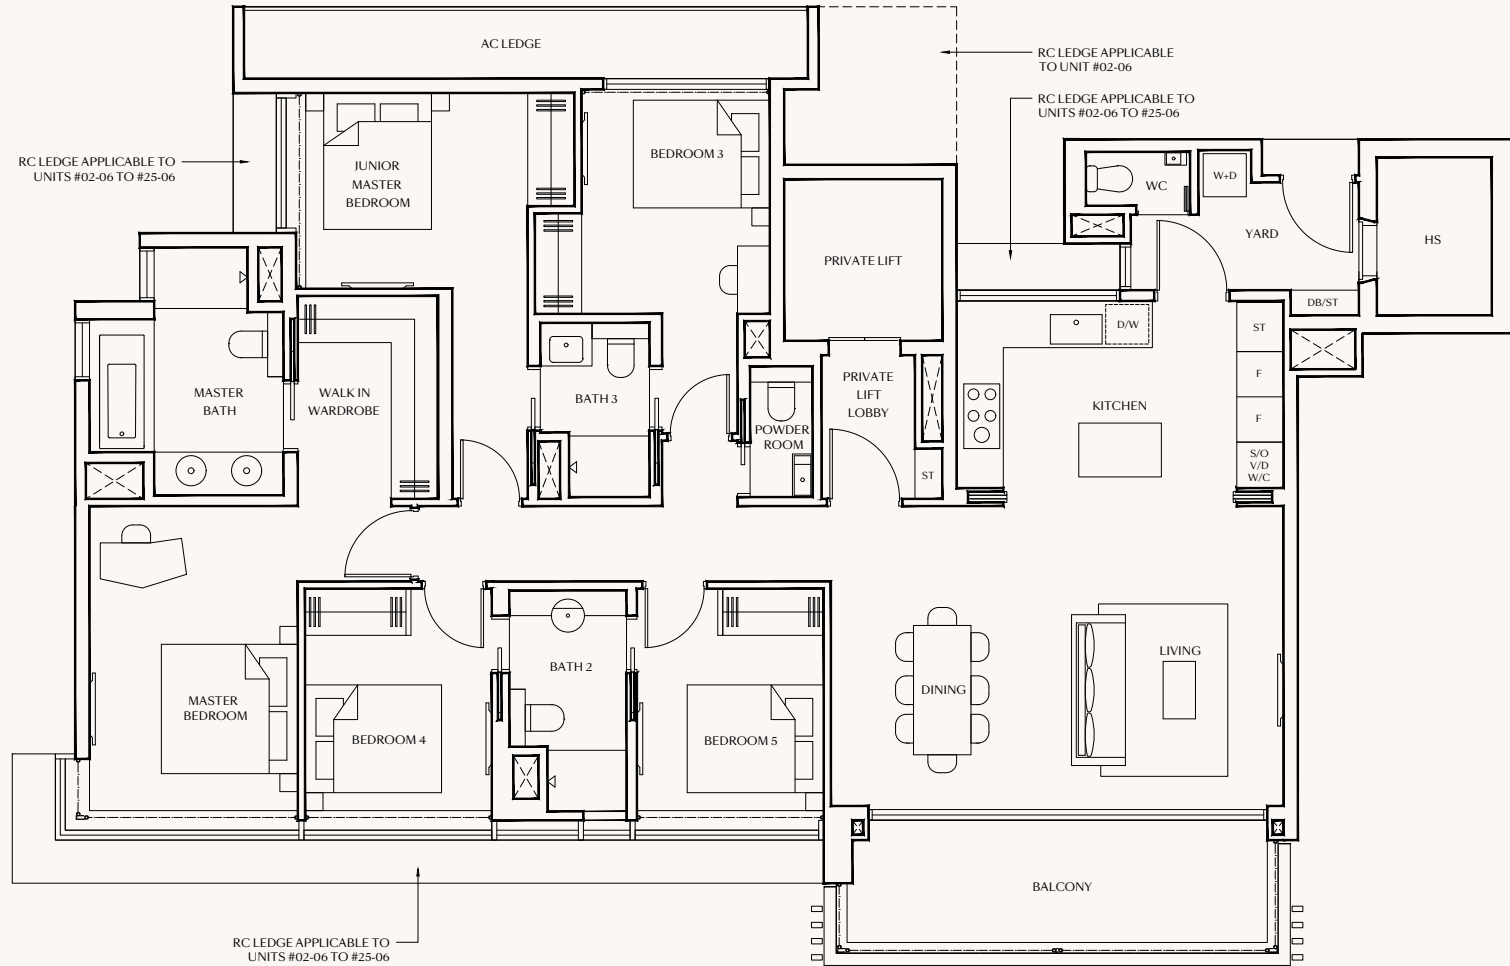 AC LEDGE
RC LEDGE APPLICABLE
TO UNIT #02-06
RC LEDGE APPLICABLE TO
UNITS #02-06 TO #25-06
RC LEDGE APPLICABLE TO
UNITS #02-06 TO #25-06
JUNIOR
MASTER
BEDROOM
BEDROOM 3
WC
W+D
YARD
HS
PRIVATE LIFT
DB/ST
D/W
ST
F
F
S/O
V/D
W/C
KITCHEN
MASTER
BATH
WALK IN
WARDROBE
BATH 3
POWDER
ROOM
PRIVATE
LIFT
LOBBY
ST
MASTER
BEDROOM
BEDROOM 4
BATH 2
BEDROOM 5
DINING
LIVING
BALCONY
RC LEDGE APPLICABLE TO
UNITS #02-06 TO #25-06